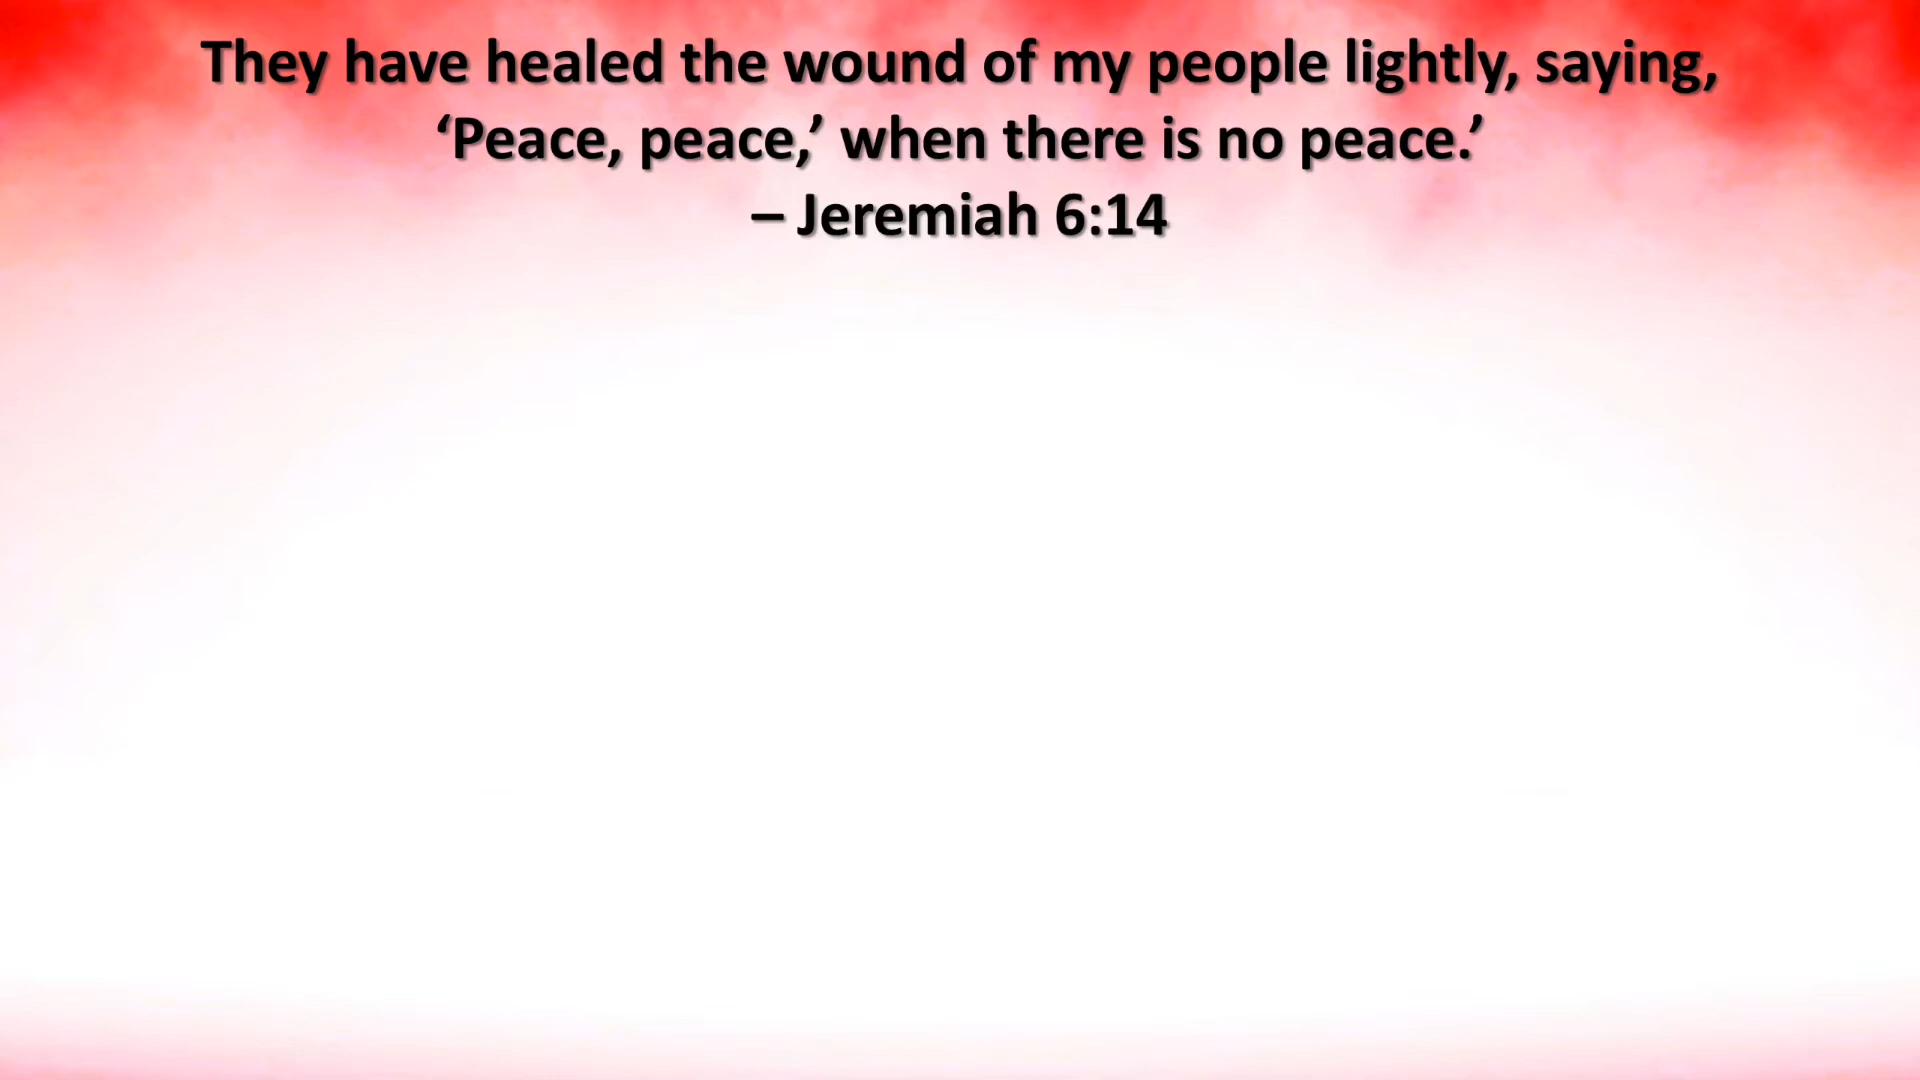 They have healed the wound of my people lightly, saying,
‘Peace, peace,’ when there is no peace.’
– Jeremiah 6:14